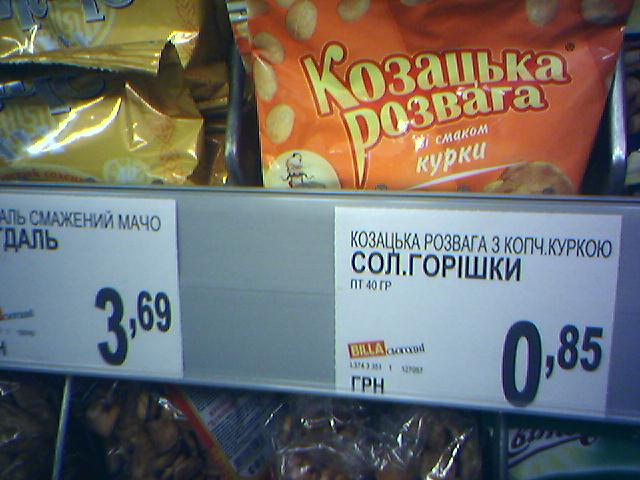 Козацька
розвага
зі смаком
курки
АЛЬ СМАЖЕНИЙ МАЧО
ГДАЛЬ
3,69
КОЗАЦЬКА РОЗВАГА З КОПЧ.КУРКОЮ
СОЛ.ГОРІШКИ
ПТ 40 ГР
BILLA
ГРН
0,85